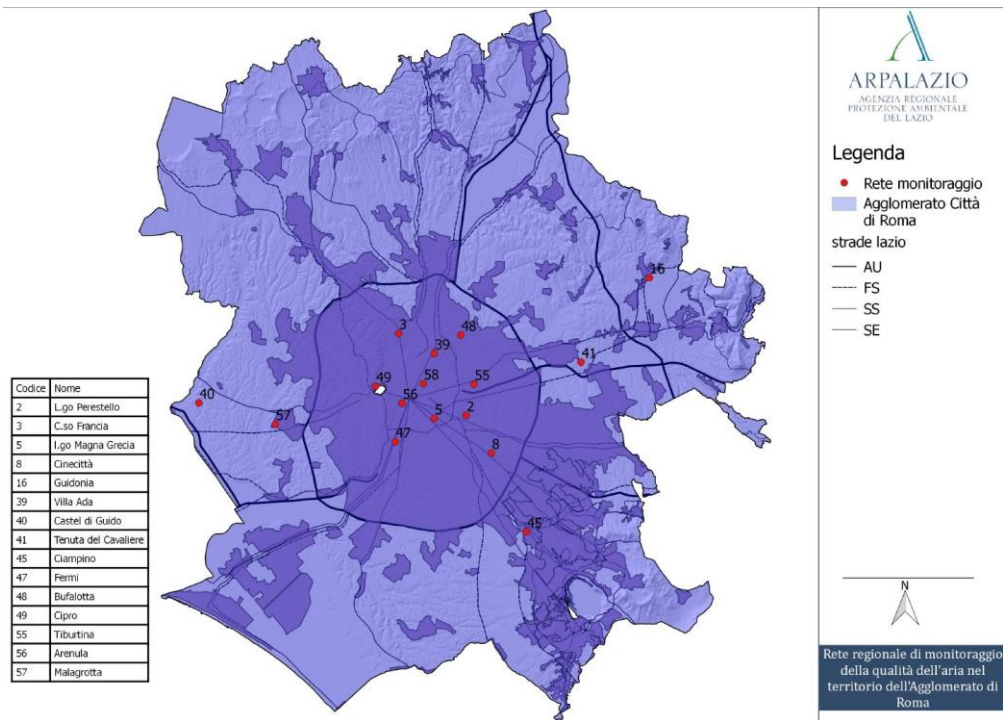 ARPALAZIO
AGENZIA REGIONALE
PROTEZIONE AMBIENTALE
DEL LAZIO
Legenda
Rete monitoraggio
Agglomerato Città
di Roma
strade lazio
AU
FS
SS
SE
16
3
48
39
41
49
58
55
40
56
57
5
2
47
8
45
Codice Nome
2 L.go Perestello
3 C.so Francia
5 l.go Magna Grecia
8 Cinecittà
16 Guidonia
39 Villa Ada
40 Castel di Guido
41 Tenuta del Cavaliere
45 Ciampino
47 Fermi
48 Bufalotta
49 Cipro
55 Tiburtina
56 Arenula
57 Malagrotta
N
Rete regionale di monitoraggio
della qualità dell'aria nel
territorio dell'Agglomerato di
Roma